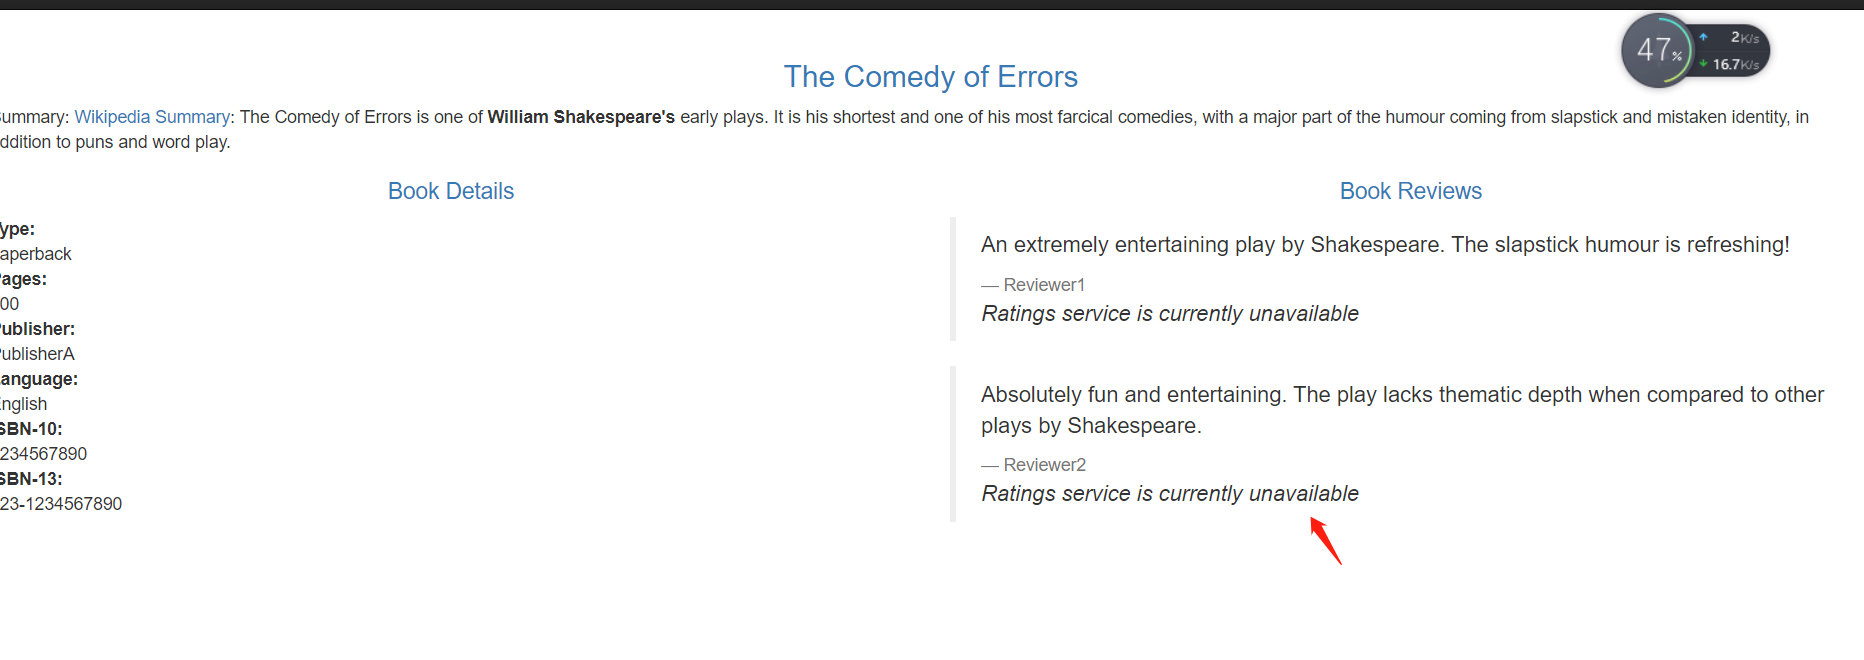 47%
2K/s
16.7K/s
The Comedy of Errors
ummary: Wikipedia Summary: The Comedy of Errors is one of William Shakespeare's early plays. It is his shortest and one of his most farcical comedies, with a major part of the humour coming from slapstick and mistaken identity, in
ddition to puns and word play.
Book Details
ype:
aperback
ages:
00
ublisher:
ublisherA
anguage:
nglish
SBN-10:
234567890
SBN-13:
23-1234567890
Book Reviews
An extremely entertaining play by Shakespeare. The slapstick humour is refreshing!
— Reviewer1
Ratings service is currently unavailable
Absolutely fun and entertaining. The play lacks thematic depth when compared to other
plays by Shakespeare.
— Reviewer2
Ratings service is currently unavailable